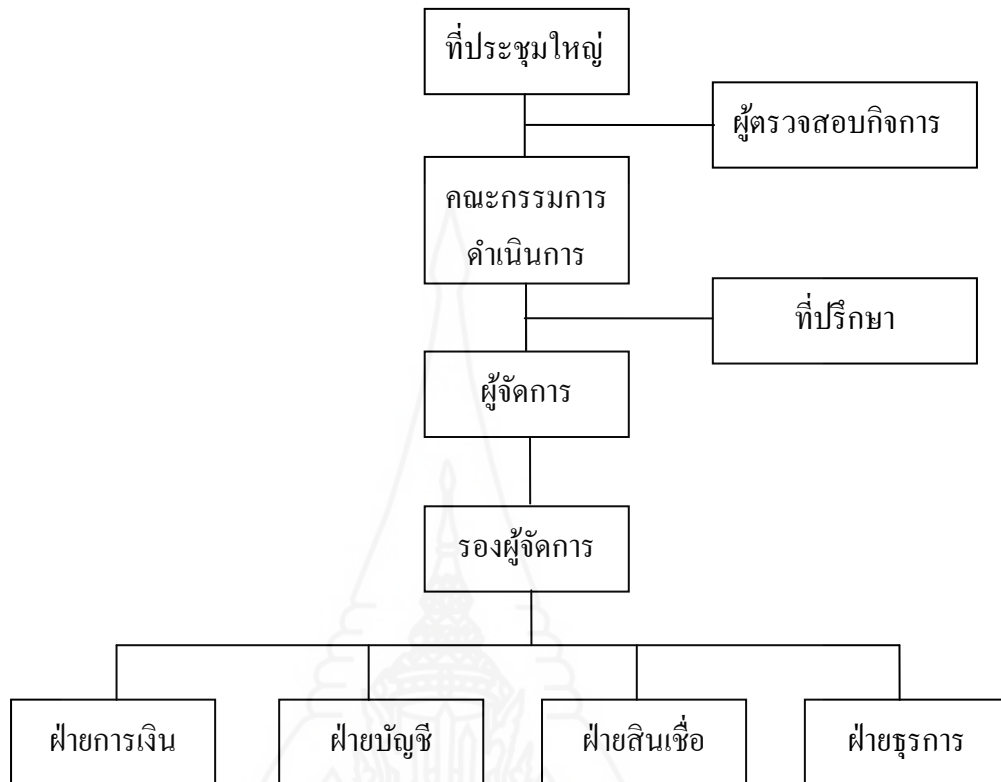 ที่ประชุมใหญ่
ผู้ตรวจสอบกิจการ
คณะกรรมการ
ดำเนินการ
ที่ปรึกษา
ผู้จัดการ
รองผู้จัดการ
ฝ่ายการเงิน
ฝ่ายบัญชี
ฝ่ายสินเชื่อ
ฝ่ายธุรการ